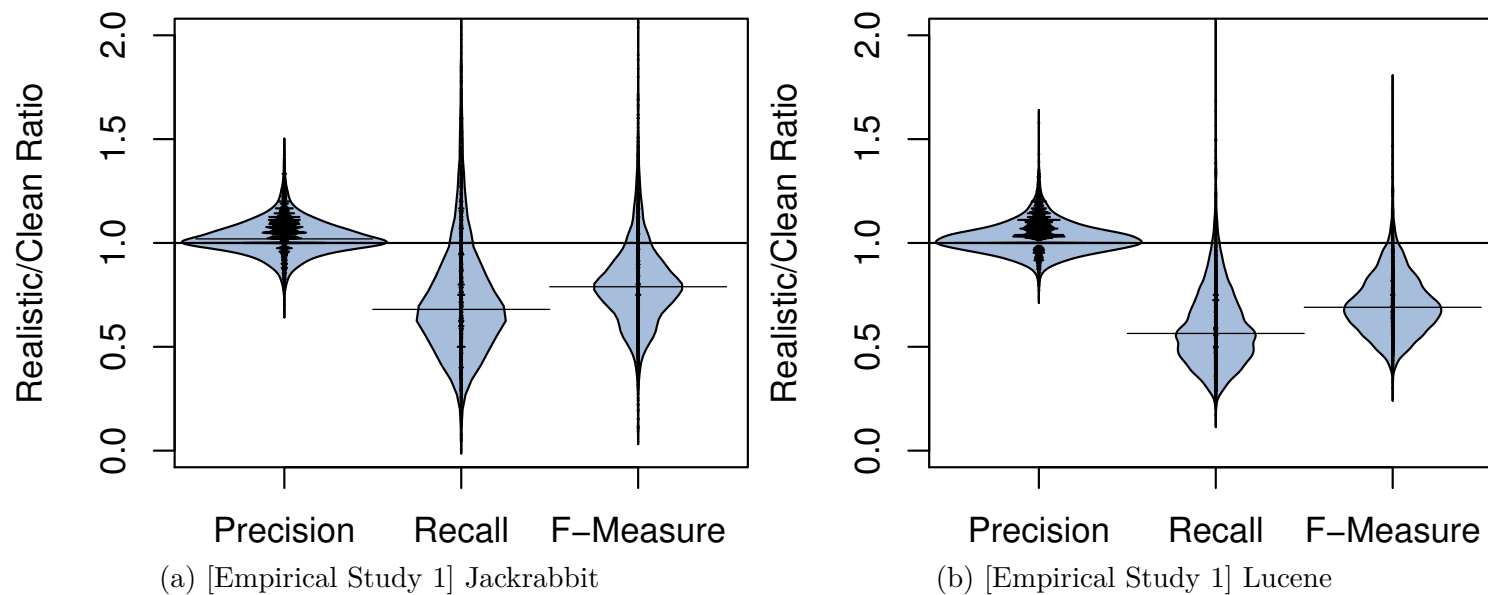 Realistic/Clean Ratio
2.0
1.5
1.0
0.5
0.0
Precision Recall F−Measure
(a) [Empirical Study 1] Jackrabbit
Realistic/Clean Ratio
2.0
1.5
1.0
0.5
0.0
Precision Recall F−Measure
(b) [Empirical Study 1] Lucene